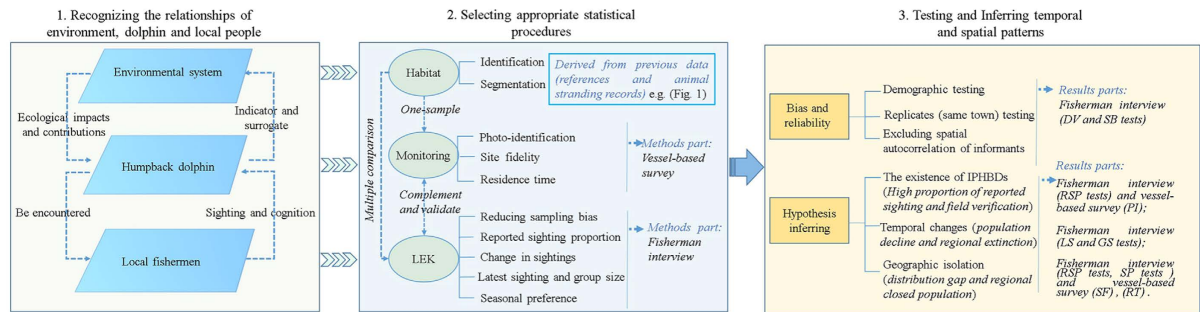 1. Recognizing the relationships of
environment, dolphin and local people
Environmental system
Ecological impacts
and contributions
Indicator and
surrogate
Humpback dolphin
Be encountered
Sighting and cognition
Local fishermen
2. Selecting appropriate statistical
procedures
Habitat
Identification
Segmentation
Derived from previous data
(references and animal
stranding records) e.g. (Fig. 1)
One-sample
Multiple comparison
Monitoring
Photo-identification
Site fidelity
Residence time
Methods part:
Vessel-based
survey
Complement
and validate
LEK
Reducing sampling bias
Reported sighting proportion
Change in sightings
Latest sighting and group size
Seasonal preference
Methods part:
Fisherman
interview
3. Testing and Inferring temporal
and spatial patterns
Bias and
reliability
Demographic testing
Replicates (same town) testing
Excluding spatial
autocorrelation of informants
Results parts:
Fisherman interview
(DV and SB tests)
Hypothesis
inferring
The existence of IPHBDs
(High proportion of reported
sighting and field verification)
Temporal changes (population
decline and regional extinction)
Geographic isolation
(distribution gap and regional
closed population)
Results parts:
Fisherman interview
(RSP tests) and vessel-
based survey (PI);
Fisherman interview
(LS and GS tests);
Fisherman interview
(RSP tests, SP tests )
and vessel-based
survey (SF) , (RT) .